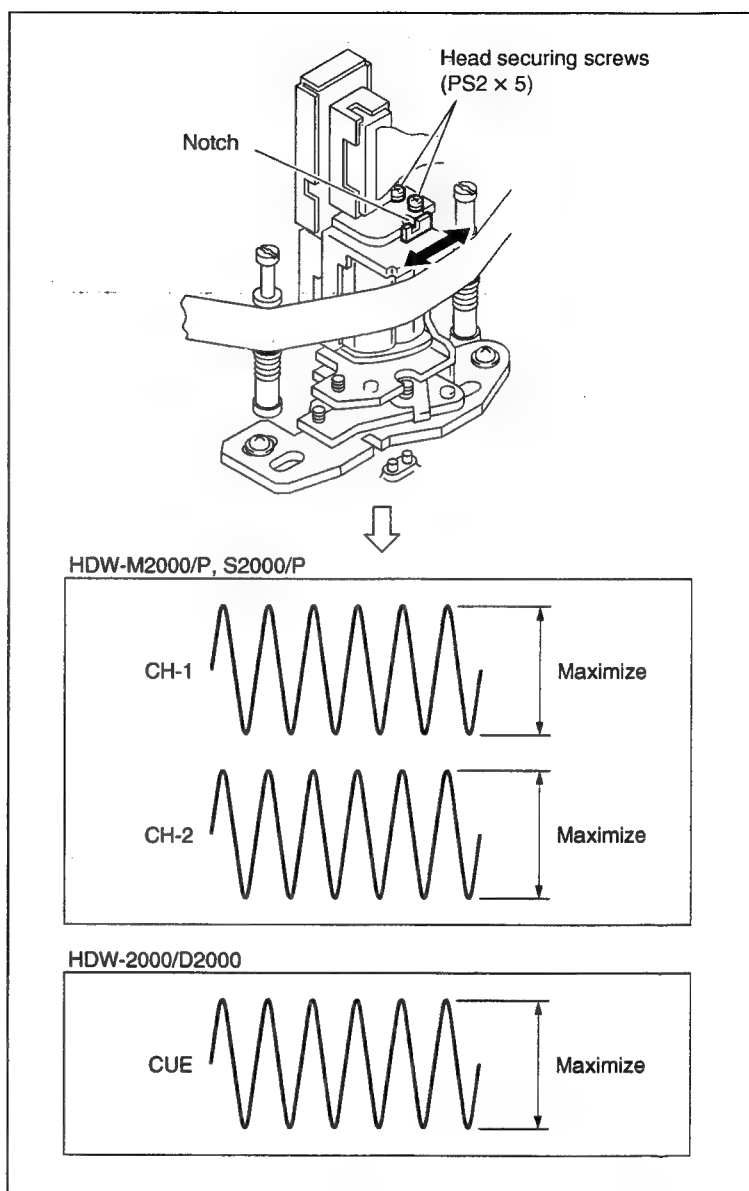 Head securing screws
(PS2 × 5)
Notch
HDW-M2000/P, S2000/P
CH-1
Maximize
CH-2
Maximize
HDW-2000/D2000
CUE
Maximize